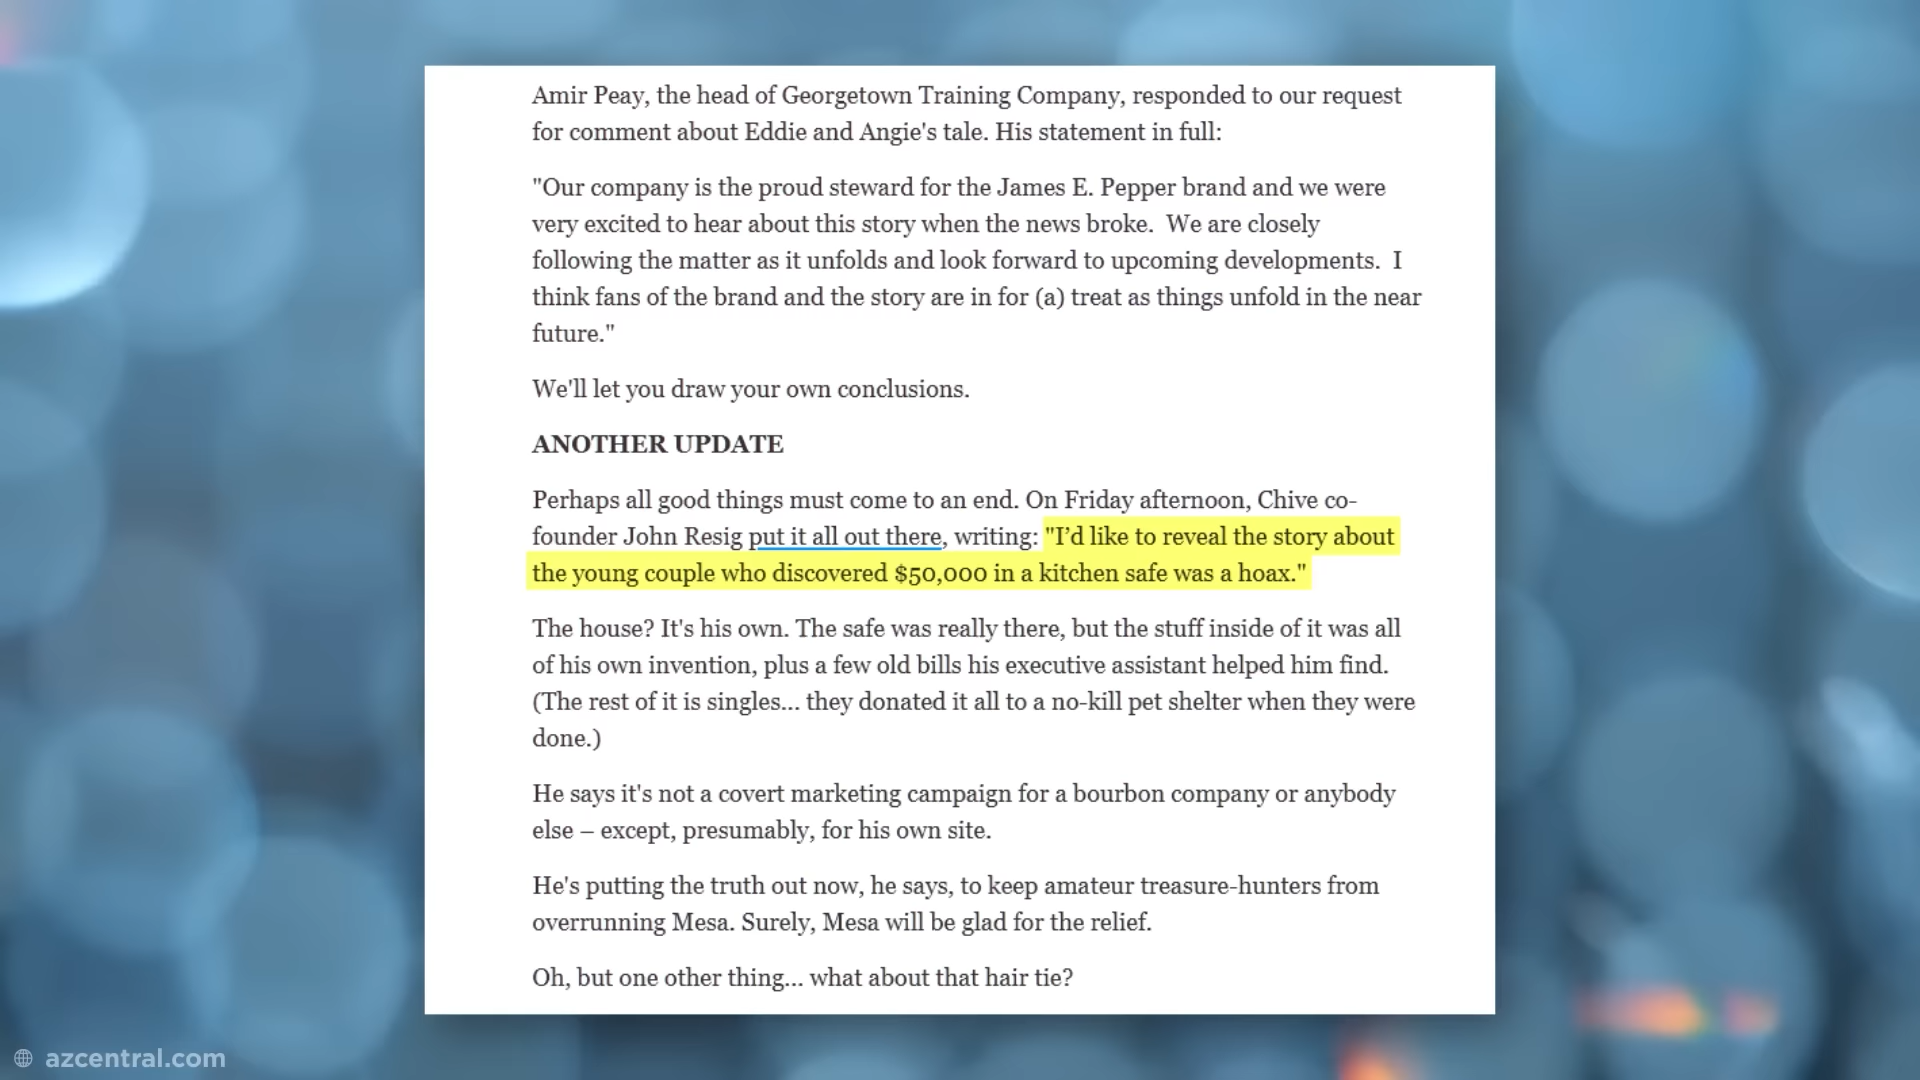 Amir Peay, the head of Georgetown Training Company, responded to our request
for comment about Eddie and Angie's tale. His statement in full:
"Our company is the proud steward for the James E. Pepper brand and we were
very excited to hear about this story when the news broke.  We are closely
following the matter as it unfolds and look forward to upcoming developments.  I
think fans of the brand and the story are in for (a) treat as things unfold in the near
future."
We'll let you draw your own conclusions.
ANOTHER UPDATE
Perhaps all good things must come to an end. On Friday afternoon, Chive co-
founder John Resig put it all out there, writing: "I’d like to reveal the story about
the young couple who discovered $50,000 in a kitchen safe was a hoax."
The house? It's his own. The safe was really there, but the stuff inside of it was all
of his own invention, plus a few old bills his executive assistant helped him find.
(The rest of it is singles... they donated it all to a no-kill pet shelter when they were
done.)
He says it's not a covert marketing campaign for a bourbon company or anybody
else – except, presumably, for his own site.
He's putting the truth out now, he says, to keep amateur treasure-hunters from
overrunning Mesa. Surely, Mesa will be glad for the relief.
Oh, but one other thing... what about that hair tie?
azcentral.com